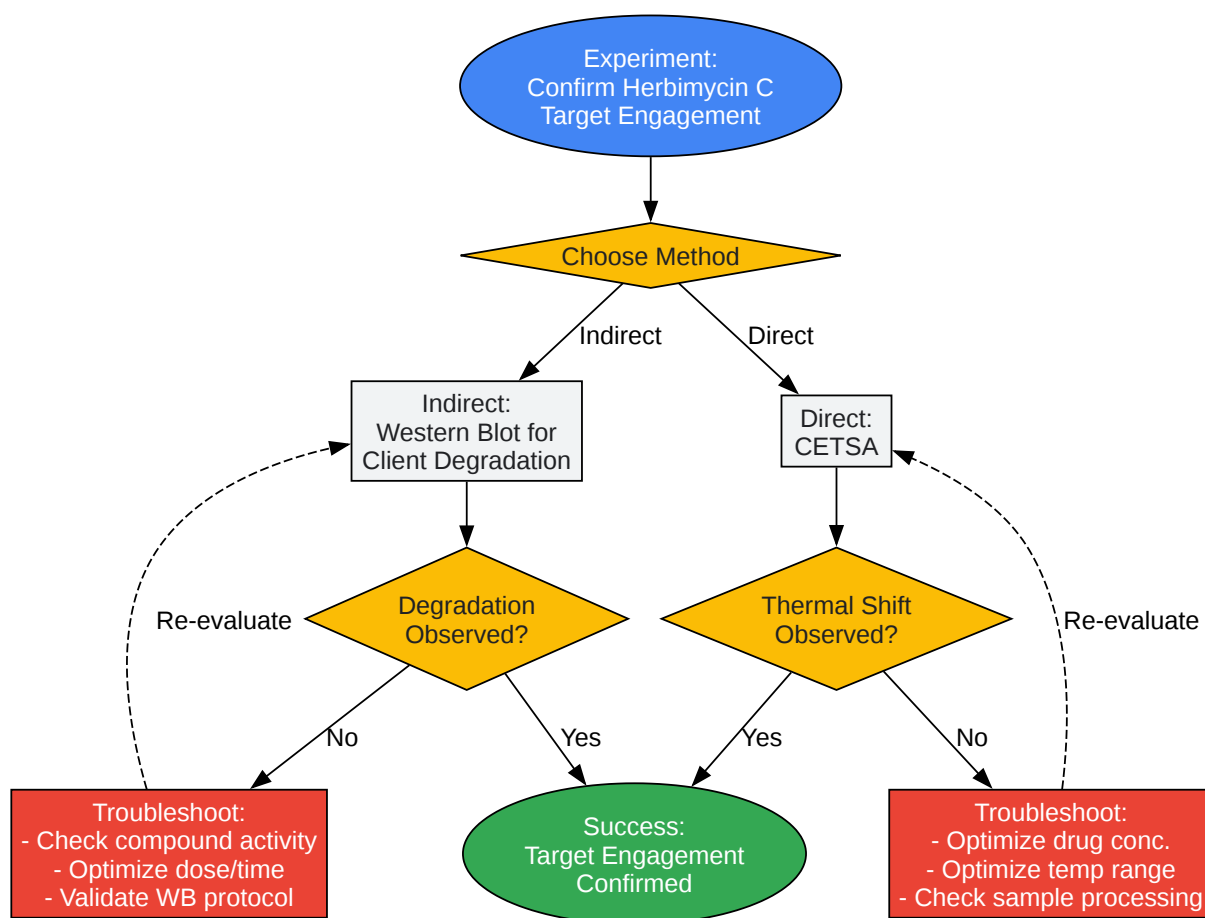 Experiment:
Confirm Herbimycin C
Target Engagement
Choose Method
Indirect
Direct
Indirect:
Western Blot for
Client Degradation
Direct:
CETSA
Re-evaluate
Degradation
Observed?
Thermal Shift
Observed?
Re-evaluate
No
Yes
Yes
No
Troubleshoot:
- Check compound activity
- Optimize dose/time
- Validate WB protocol
Success:
Target Engagement
Confirmed
Troubleshoot:
- Optimize drug conc.
- Optimize temp range
- Check sample processing